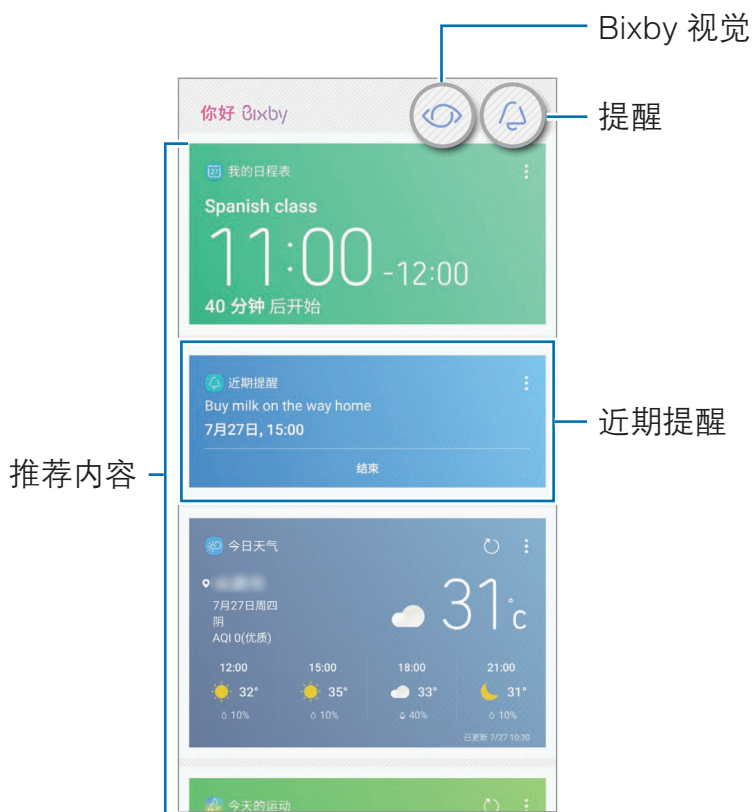 Bixby 视觉
你好 Bixby
提醒
27 我的日程表
Spanish class
11:00 -12:00
40 分钟 后开始
近期提醒
Buy milk on the way home
7月27日, 15:00
结束
近期提醒
推荐内容
今日天气
7月27日周四
阴
AQI 0(优质)
31°c
12:00 15:00 18:00 21:00
32° 35° 33° 31°
10% 10% 40% 10%
已更新 7/27 10:20
今天的运动